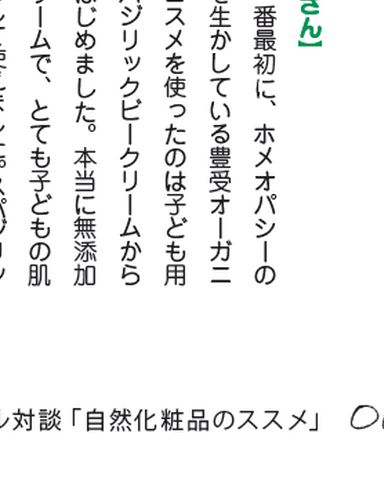 さん】
番最初に、ホメオパシーの
を生かしている豊受オーガニ
コスメを使ったのは子ども用
パジリックビークリームから
はじめました。本当に無添加
リームで、とても子どもの肌
ル対談「自然化粧品のススメ」